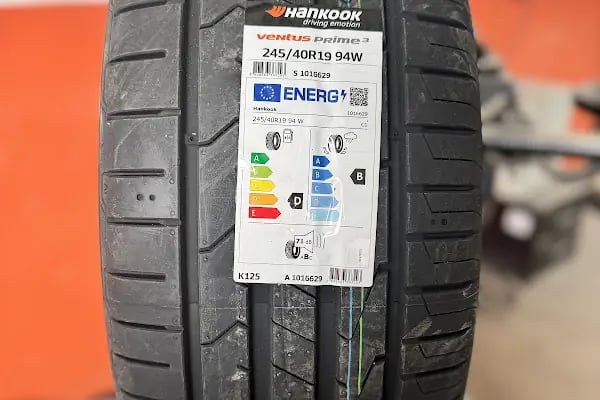 HANKOOK
driving emotion
ventus prime³
245/40R19 94W
S 1016629
ENERG
Hankook 1016629
245/40R19 94 W C1
A
B
C
D
E
D
A
B
C
D
E
B
71 dB
K125 A 1016629